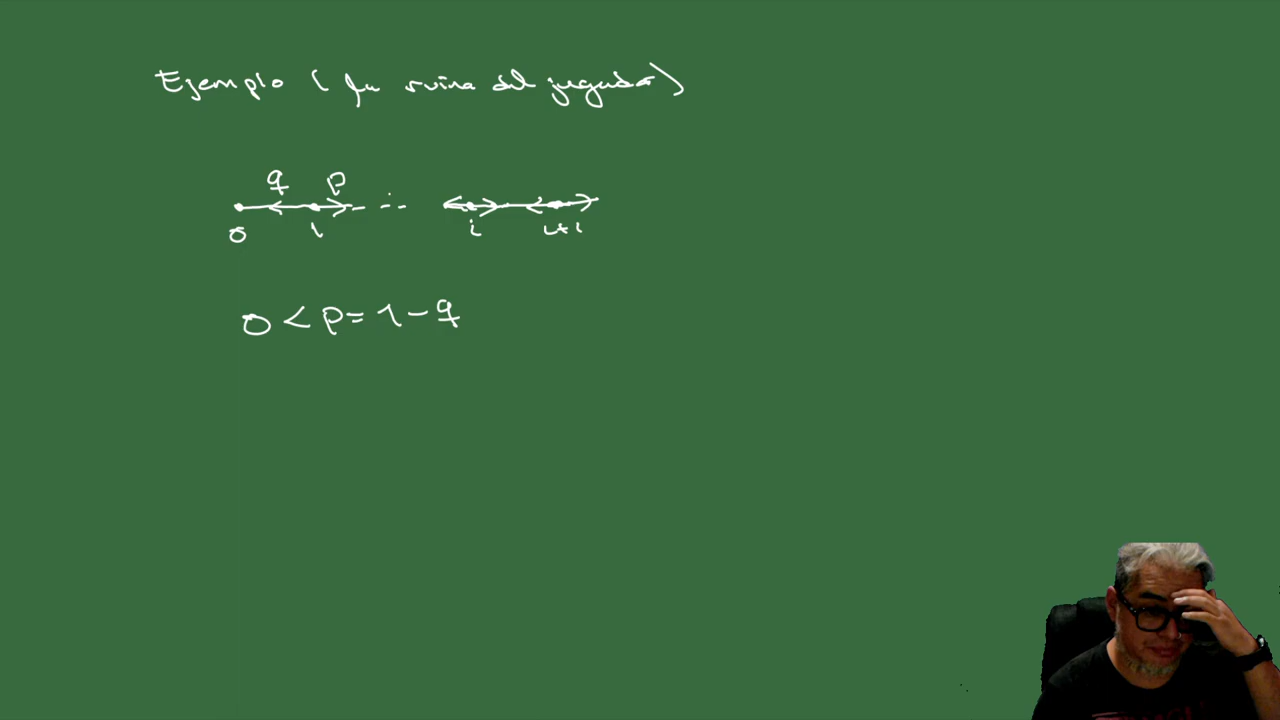 Ejemplo (La ruina del jugador)
q p
0 1 ... i i+1
0 < p = 1 - q